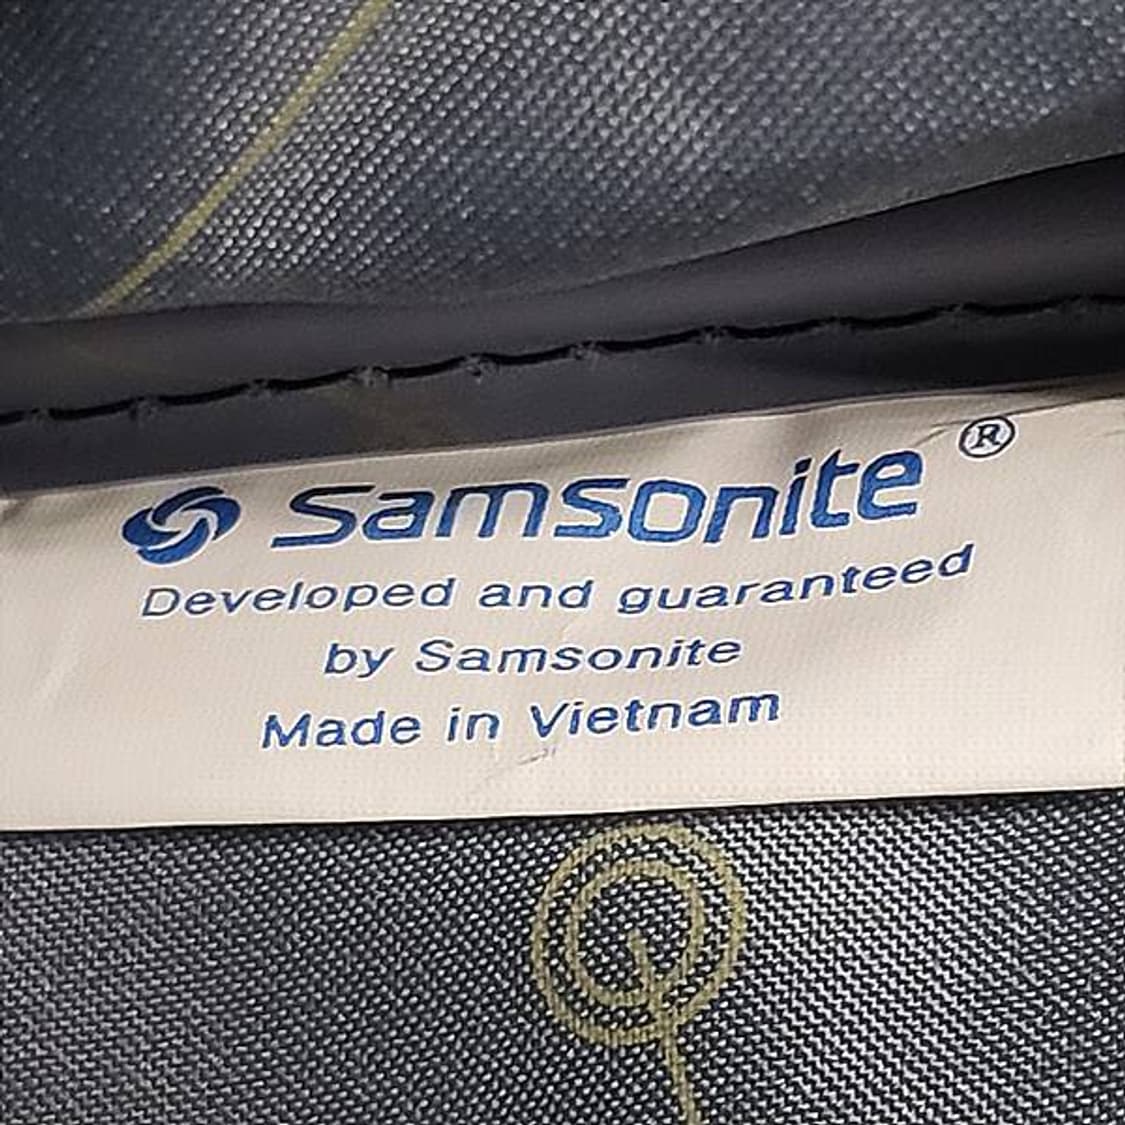 Samsonite®
Developed and guaranteed
by Samsonite
Made in Vietnam